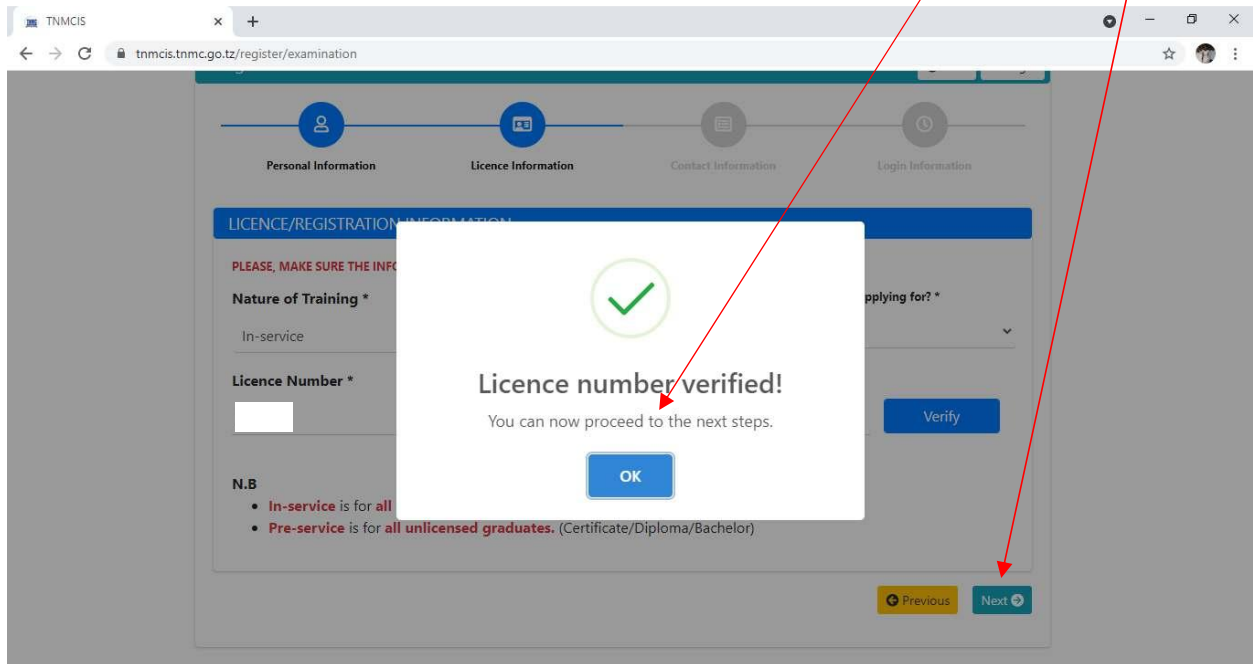 TNMCIS
tnmcis.tnmc.go.tz/register/examination
Personal Information
Licence Information
Contact Information
Login Information
LICENCE/REGISTRATION
PLEASE, MAKE SURE THE
Nature of Training *
pplying for? *
In-service
Licence number verified!
Licence Number *
You can now proceed to the next steps.
Verify
OK
N.B
In-service is for all
Pre-service is for all unlicensed graduates. (Certificate/Diploma/Bachelor)
Previous
Next